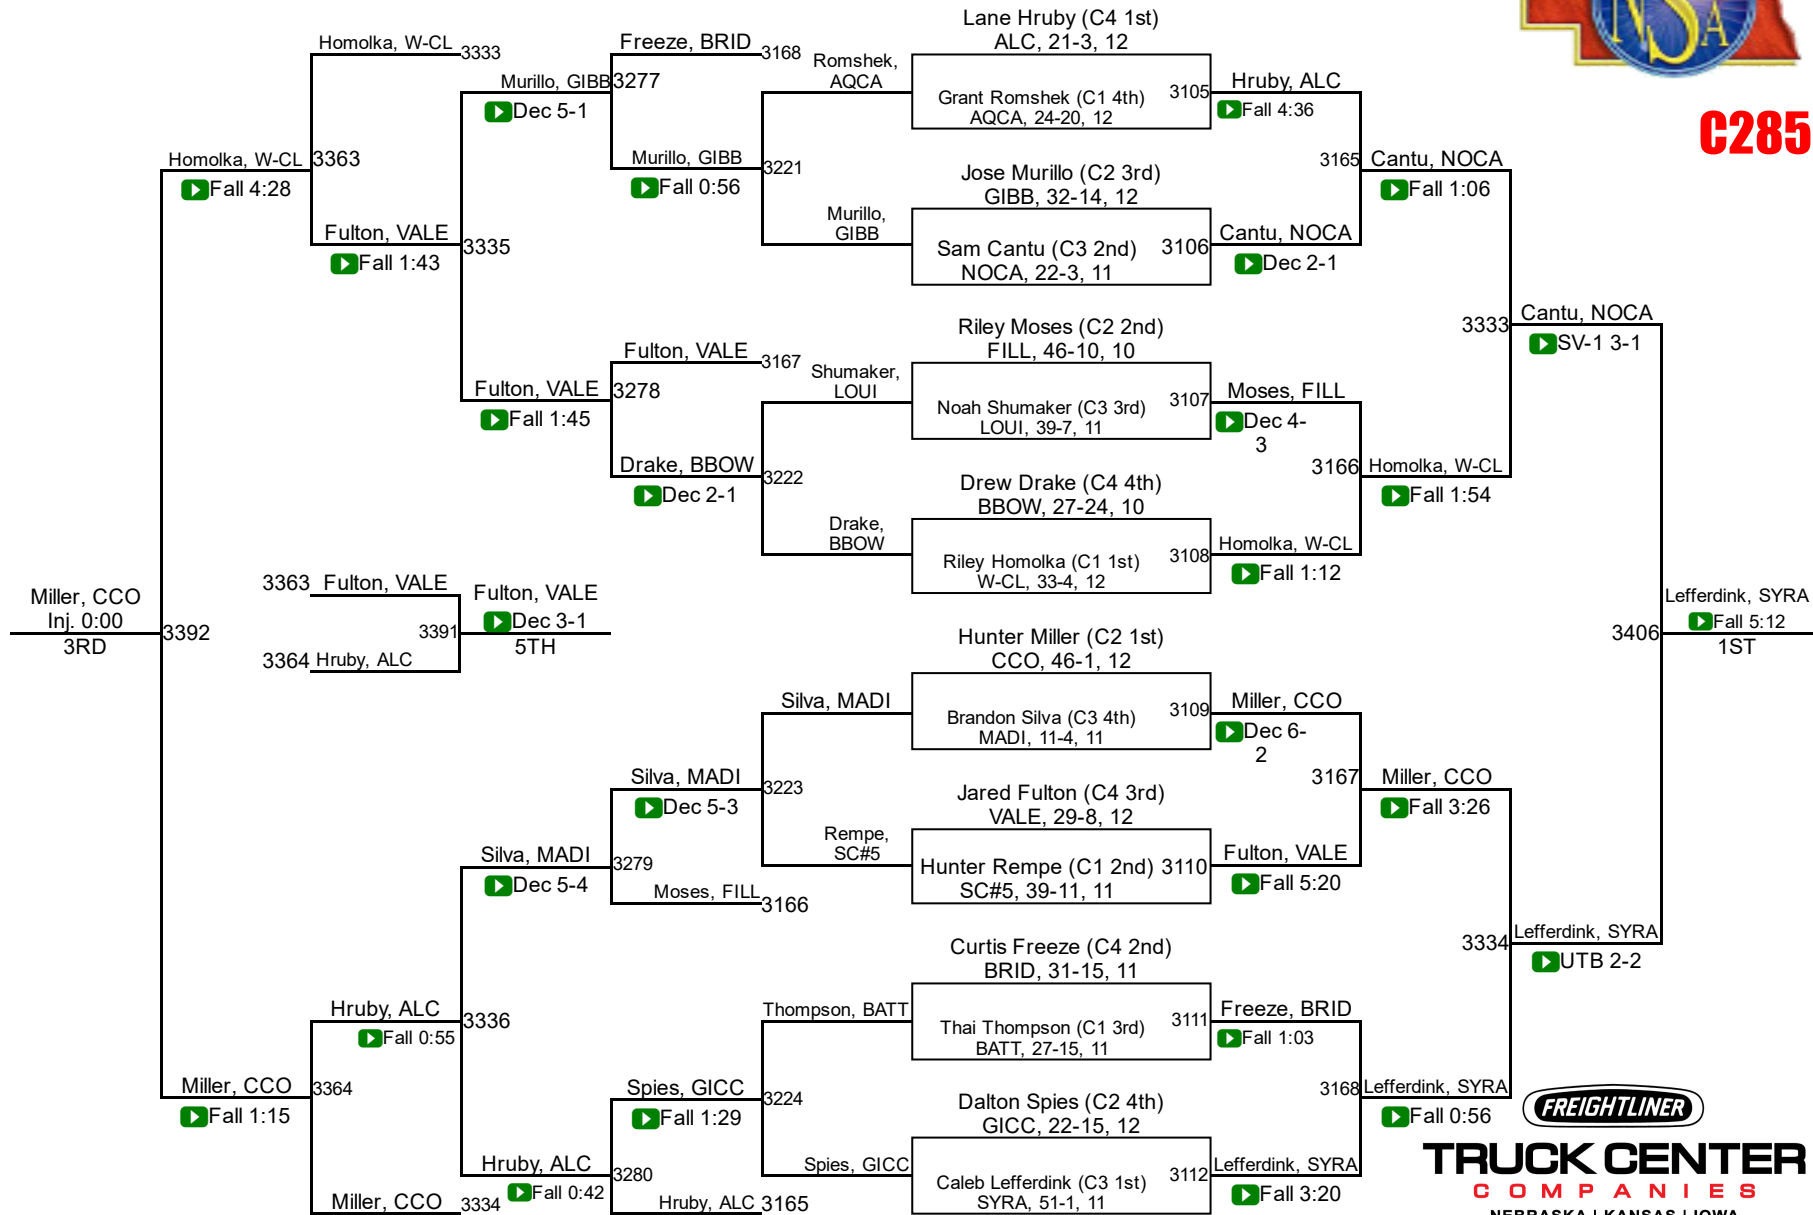 NSA
C285
Lane Hruby (C4 1st)
ALC, 21-3, 12
Grant Romshek (C1 4th)
AQCA, 24-20, 12
3105
Jose Murillo (C2 3rd)
GIBB, 32-14, 12
Sam Cantu (C3 2nd)
NOCA, 22-3, 11
3106
Riley Moses (C2 2nd)
FILL, 46-10, 10
Noah Shumaker (C3 3rd)
LOUI, 39-7, 11
3107
Drew Drake (C4 4th)
BBOW, 27-24, 10
Riley Homolka (C1 1st)
W-CL, 33-4, 12
3108
Hunter Miller (C2 1st)
CCO, 46-1, 12
Brandon Silva (C3 4th)
MADI, 11-4, 11
3109
Jared Fulton (C4 3rd)
VALE, 29-8, 12
Hunter Rempe (C1 2nd)
SC#5, 39-11, 11
3110
Curtis Freeze (C4 2nd)
BRID, 31-15, 11
Thai Thompson (C1 3rd)
BATT, 27-15, 11
3111
Dalton Spies (C2 4th)
GICC, 22-15, 12
Caleb Lefferdink (C3 1st)
SYRA, 51-1, 11
3112
Hruby, ALC
Fall 4:36
3165
Cantu, NOCA
Dec 2-1
Moses, FILL
Dec 4-
3
3166
Homolka, W-CL
Fall 1:12
Miller, CCO
Dec 6-
2
3167
Fulton, VALE
Fall 5:20
Freeze, BRID
Fall 1:03
3168
Lefferdink, SYRA
Fall 3:20
Cantu, NOCA
Fall 1:06
3333
Homolka, W-CL
Fall 1:54
Miller, CCO
Fall 3:26
3334
Lefferdink, SYRA
Fall 0:56
Cantu, NOCA
SV-1 3-1
3406
Lefferdink, SYRA
UTB 2-2
Lefferdink, SYRA
Fall 5:12
1ST
Romshek,
AQCA
3221
Murillo,
GIBB
Shumaker,
LOUI
3222
Drake,
BBOW
Silva, MADI
3223
Rempe,
SC#5
Thompson, BATT
3224
Spies, GICC
Freeze, BRID
3168
3277
Murillo, GIBB
Fall 0:56
Fulton, VALE
3167
3278
Drake, BBOW
Dec 2-1
Silva, MADI
Dec 5-3
3279
Moses, FILL
3166
Spies, GICC
Fall 1:29
3280
Hruby, ALC
3165
Murillo, GIBB
Dec 5-1
3335
Fulton, VALE
Fall 1:45
Silva, MADI
Dec 5-4
3336
Hruby, ALC
Fall 0:42
Homolka, W-CL
3333
3363
Fulton, VALE
Fall 1:43
Hruby, ALC
Fall 0:55
3364
Miller, CCO
3334
Homolka, W-CL
Fall 4:28
3392
Miller, CCO
Fall 1:15
Miller, CCO
Inj. 0:00
3RD
3363
Fulton, VALE
3391
3364
Hruby, ALC
Fulton, VALE
Dec 3-1
5TH
FREIGHTLINER
TRUCK CENTER
COMPANIES
NEBRASKA | KANSAS | IOWA